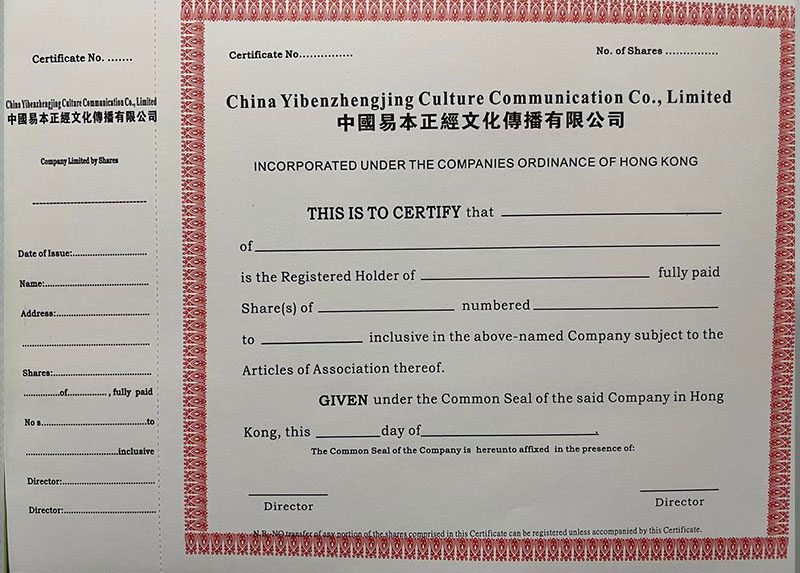 Certificate No. .......
China Yibenzhengjing Culture Communication Co., Limited
中國易本正經文化傳播有限公司
Company Limited by Shares
Date of Issue:
Name:
Address:
Shares:
of , fully paid
No s to
inclusive
Director:
Director:
Certificate No............... No. of Shares ...............
China Yibenzhengjing Culture Communication Co., Limited
中國易本正經文化傳播有限公司
INCORPORATED UNDER THE COMPANIES ORDINANCE OF HONG KONG
THIS IS TO CERTIFY that
of
is the Registered Holder of fully paid
Share(s) of numbered
to inclusive in the above-named Company subject to the
Articles of Association thereof.
GIVEN under the Common Seal of the said Company in Hong
Kong, this day of .
The Common Seal of the Company is hereunto affixed in the presence of:
Director Director
N.B. NO transfer of any portion of the shares comprised in this Certificate can be registered unless accompanied by this Certificate.